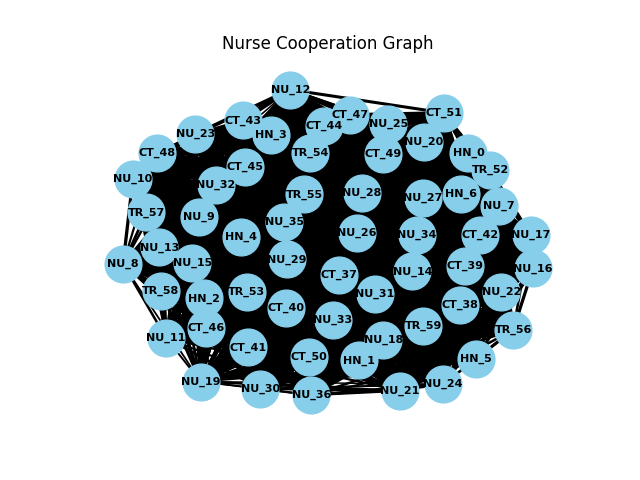 Nurse Cooperation Graph
NU_12
CT_51
CT_47
CT_43
CT_44
NU_25
NU_23
HN_3
NU_20
CT_48
TR_54
CT_49
HN_0
CT_45
TR_52
NU_10
NU_32
TR_55
NU_28
NU_27
HN_6
NU_7
TR_57
NU_9
NU_35
HN_4
NU_26
NU_34
CT_42
NU_17
NU_13
NU_29
NU_8
NU_15
CT_37
NU_14
CT_39
NU_16
TR_58
HN_2
TR_53
NU_31
NU_22
CT_40
CT_38
NU_33
CT_46
TR_59
TR_56
NU_11
NU_18
CT_41
CT_50
HN_1
HN_5
NU_19
NU_30
NU_36
NU_21
NU_24